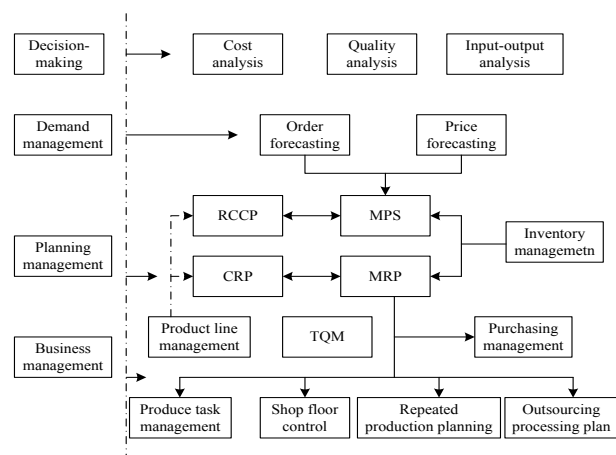 Decision-
making
Cost
analysis
Quality
analysis
Input-output
analysis
Demand
management
Order
forecasting
Price
forecasting
RCCP
MPS
Planning
management
Inventory
managemetn
CRP
MRP
Product line
management
TQM
Purchasing
management
Business
management
Produce task
management
Shop floor
control
Repeated
production planning
Outsourcing
processing plan